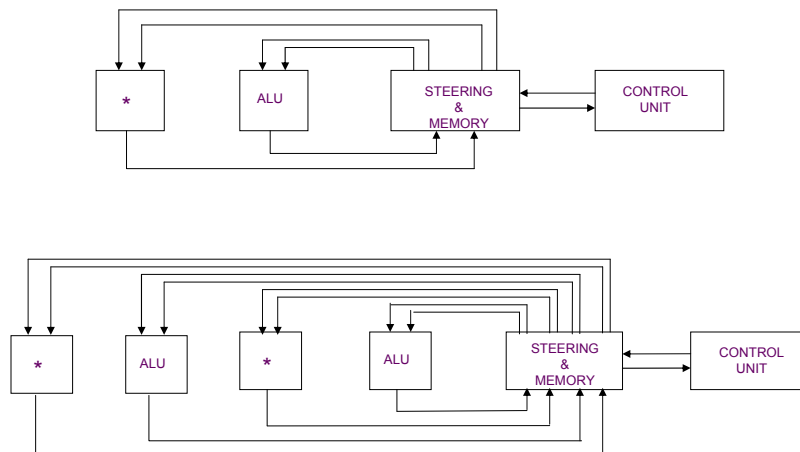 *
ALU
STEERING
&
MEMORY
CONTROL
UNIT
*
ALU
*
ALU
STEERING
&
MEMORY
CONTROL
UNIT